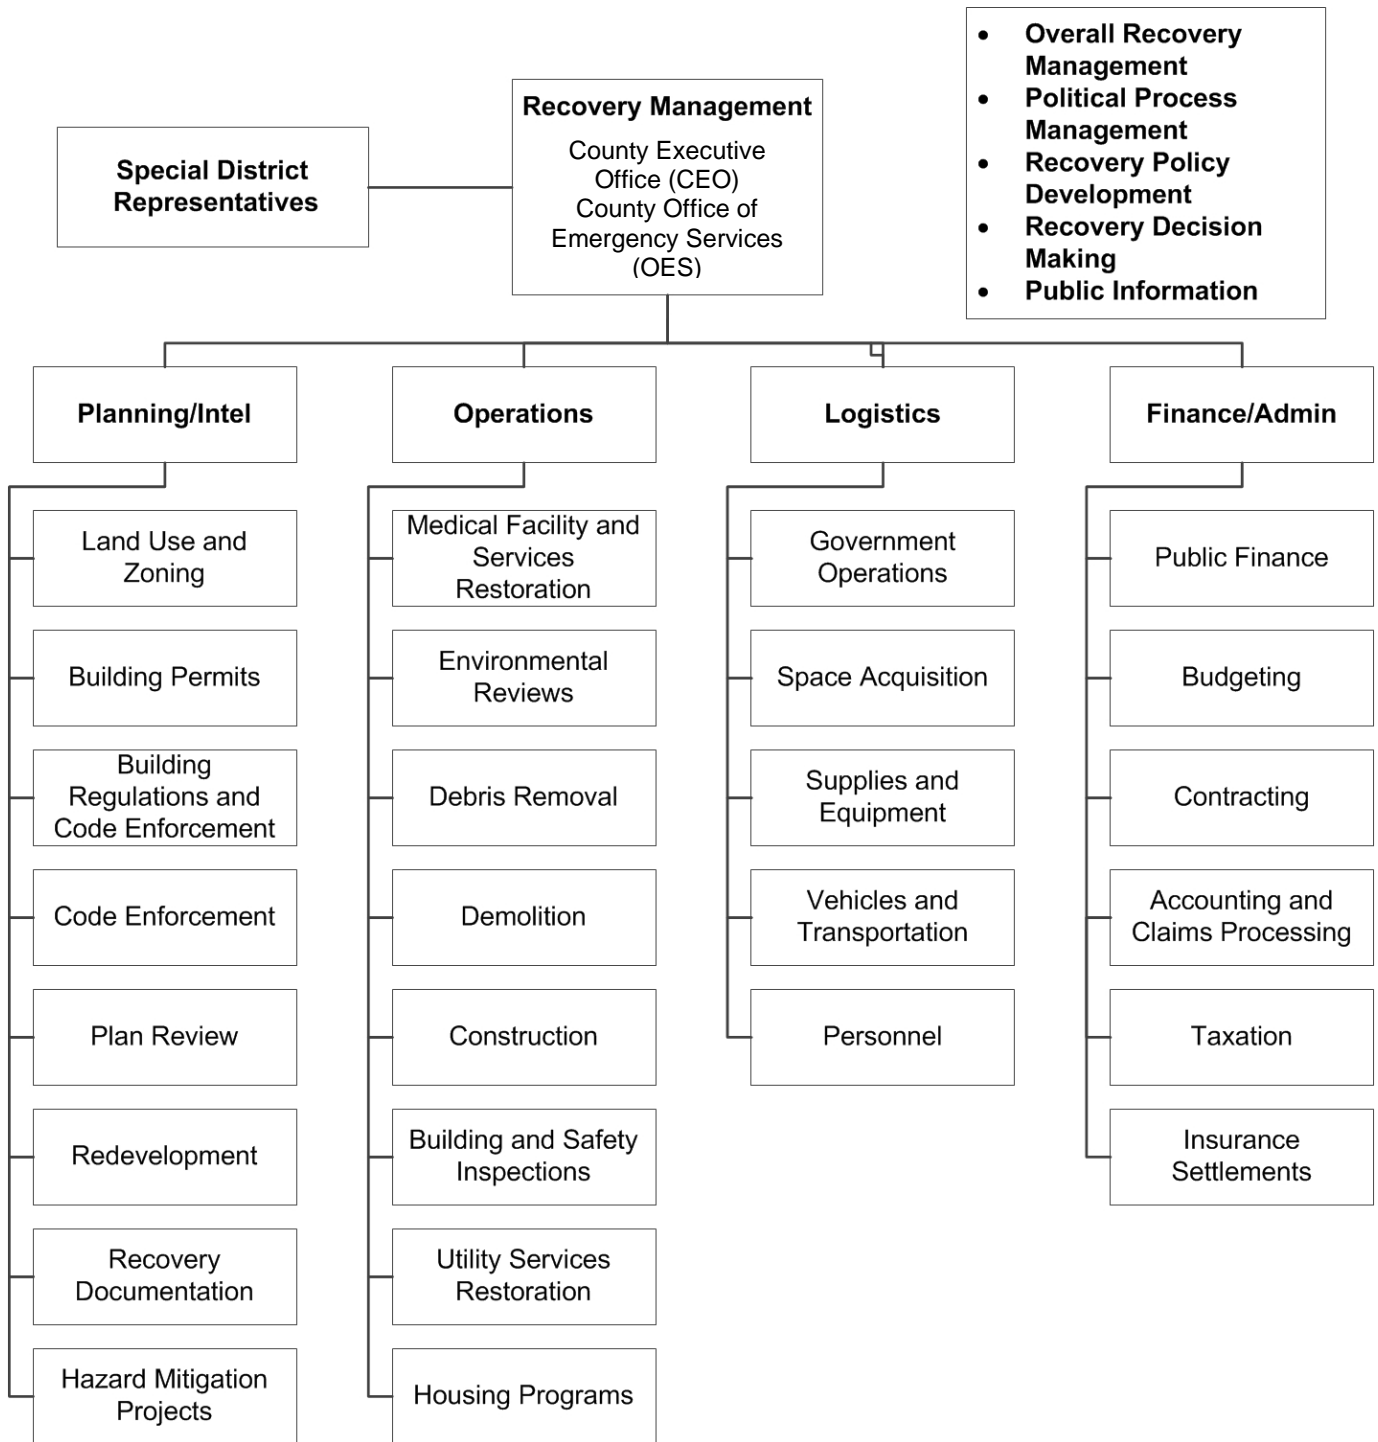 • Overall Recovery
Management
• Political Process
Management
• Recovery Policy
Development
• Recovery Decision
Making
• Public Information
Recovery Management
County Executive
Office (CEO)
County Office of
Emergency Services
(OES)
Special District
Representatives
Planning/Intel
Operations
Logistics
Finance/Admin
Land Use and
Zoning
Building Permits
Building
Regulations and
Code Enforcement
Code Enforcement
Plan Review
Redevelopment
Recovery
Documentation
Hazard Mitigation
Projects
Medical Facility and
Services
Restoration
Environmental
Reviews
Debris Removal
Demolition
Construction
Building and Safety
Inspections
Utility Services
Restoration
Housing Programs
Government
Operations
Space Acquisition
Supplies and
Equipment
Vehicles and
Transportation
Personnel
Public Finance
Budgeting
Contracting
Accounting and
Claims Processing
Taxation
Insurance
Settlements